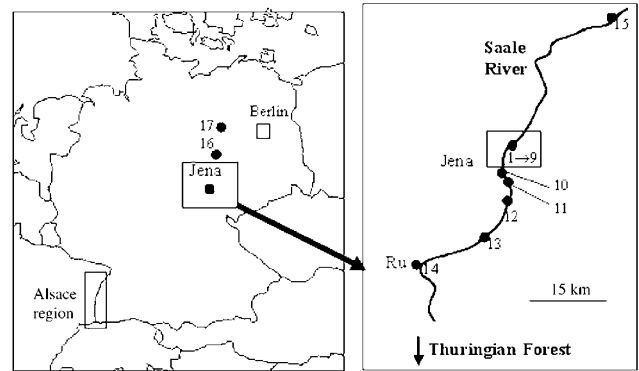 Berlin
17
16
Jena
Alsace
region
15
Saale
River
Jena
1→9
10
11
12
13
Ru
14
15 km
Thuringian Forest